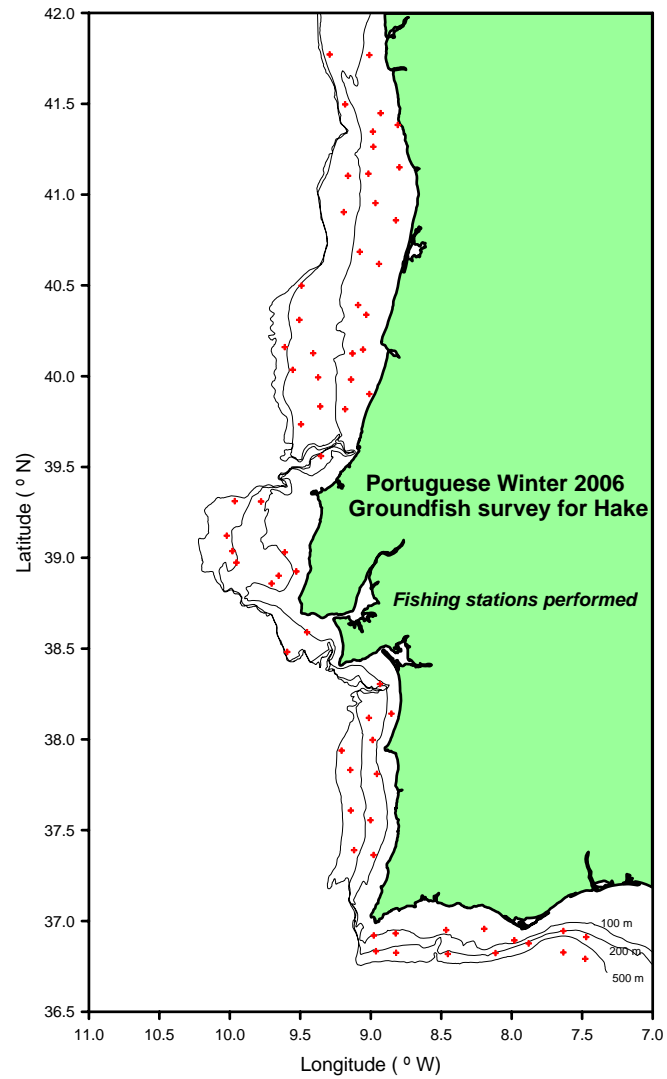 42.0
41.5
41.0
40.5
40.0
39.5
39.0
38.5
38.0
37.5
37.0
36.5
Latitude ( º N)
Portuguese Winter 2006
Groundfish survey for Hake
Fishing stations performed
100 m
200 m
500 m
11.0 10.5 10.0 9.5 9.0 8.5 8.0 7.5 7.0
Longitude ( º W)